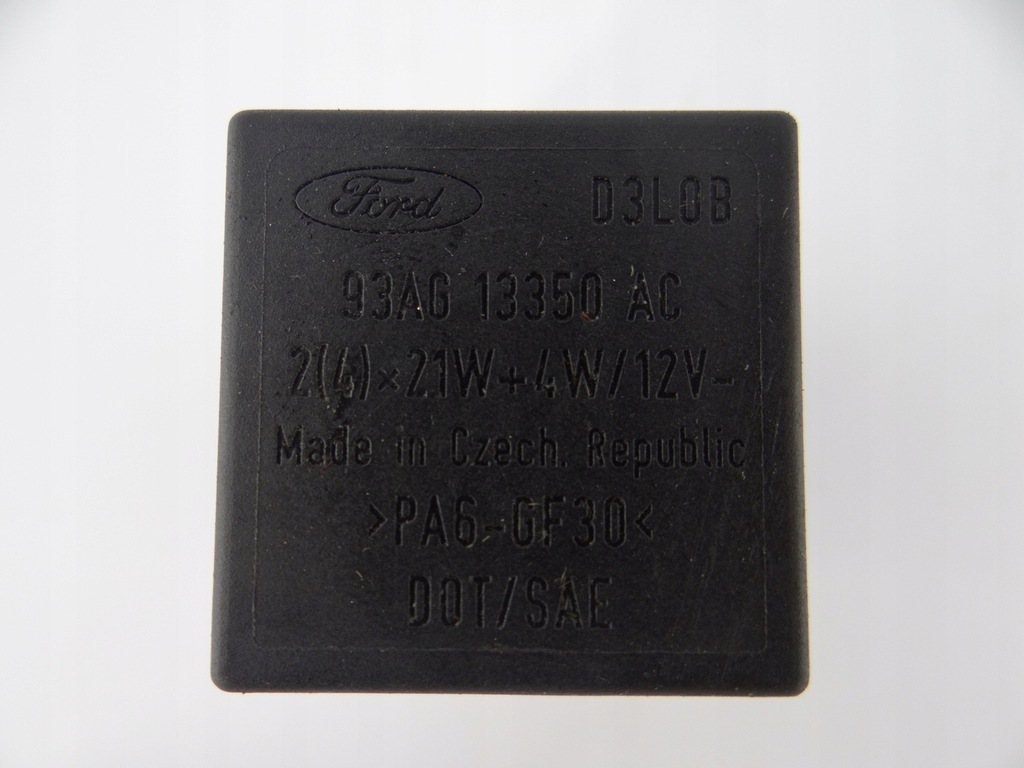 Ford D3L0B
93AG 13350 AC
2(4)×21W+4W/12V-
Made in Czech. Republic
>PA6-GF30<
DOT/SAE